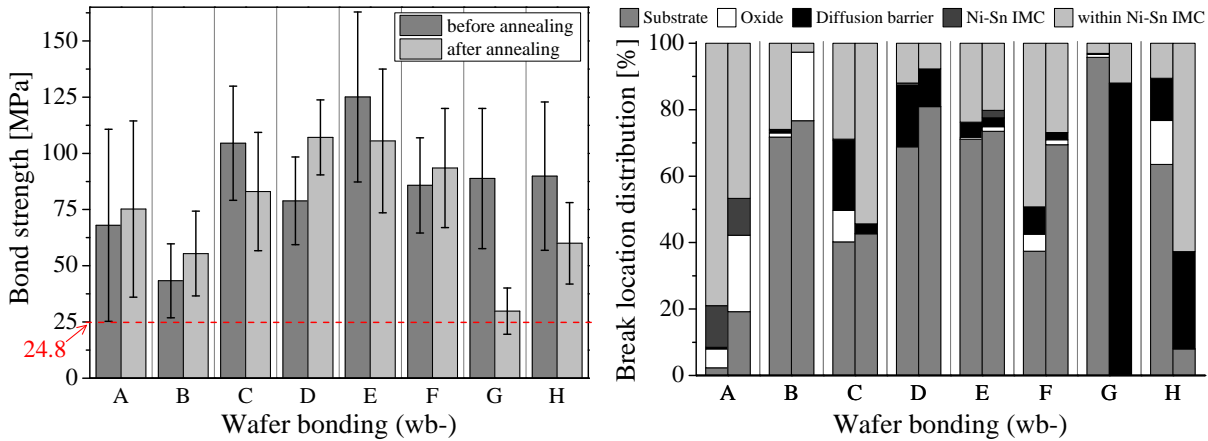 before annealing
after annealing
Bond strength [MPa]
150
125
100
75
50
25
0
24.8
A B C D E F G H
Wafer bonding (wb-)
Substrate Oxide Diffusion barrier Ni-Sn IMC within Ni-Sn IMC
Break location distribution [%]
100
80
60
40
20
0
A B C D E F G H
Wafer bonding (wb-)